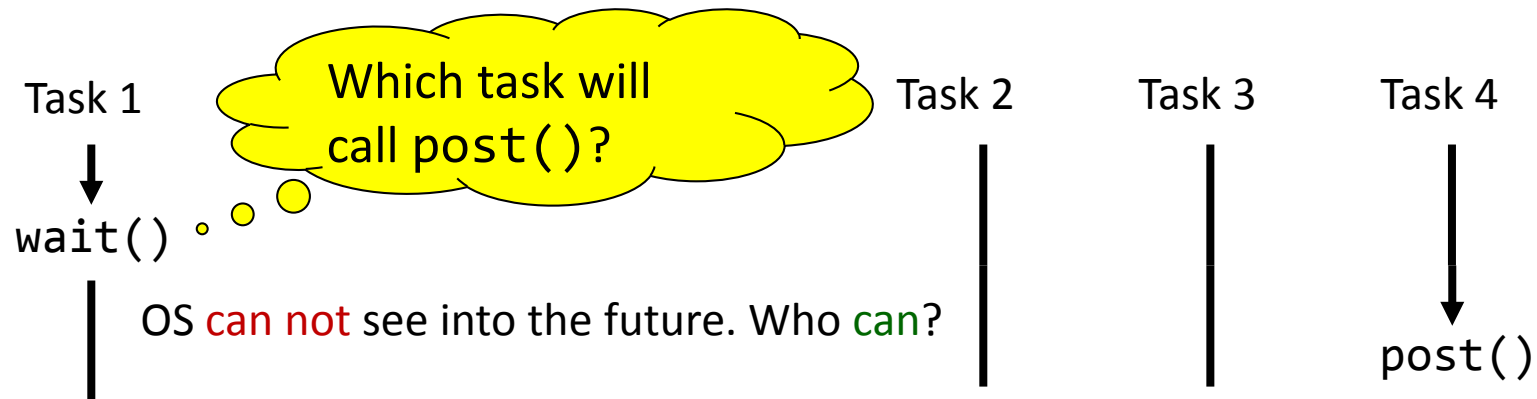 Task 1
Which task will
call post()?
Task 2
Task 3
Task 4
wait()
OS can not see into the future. Who can?
post()